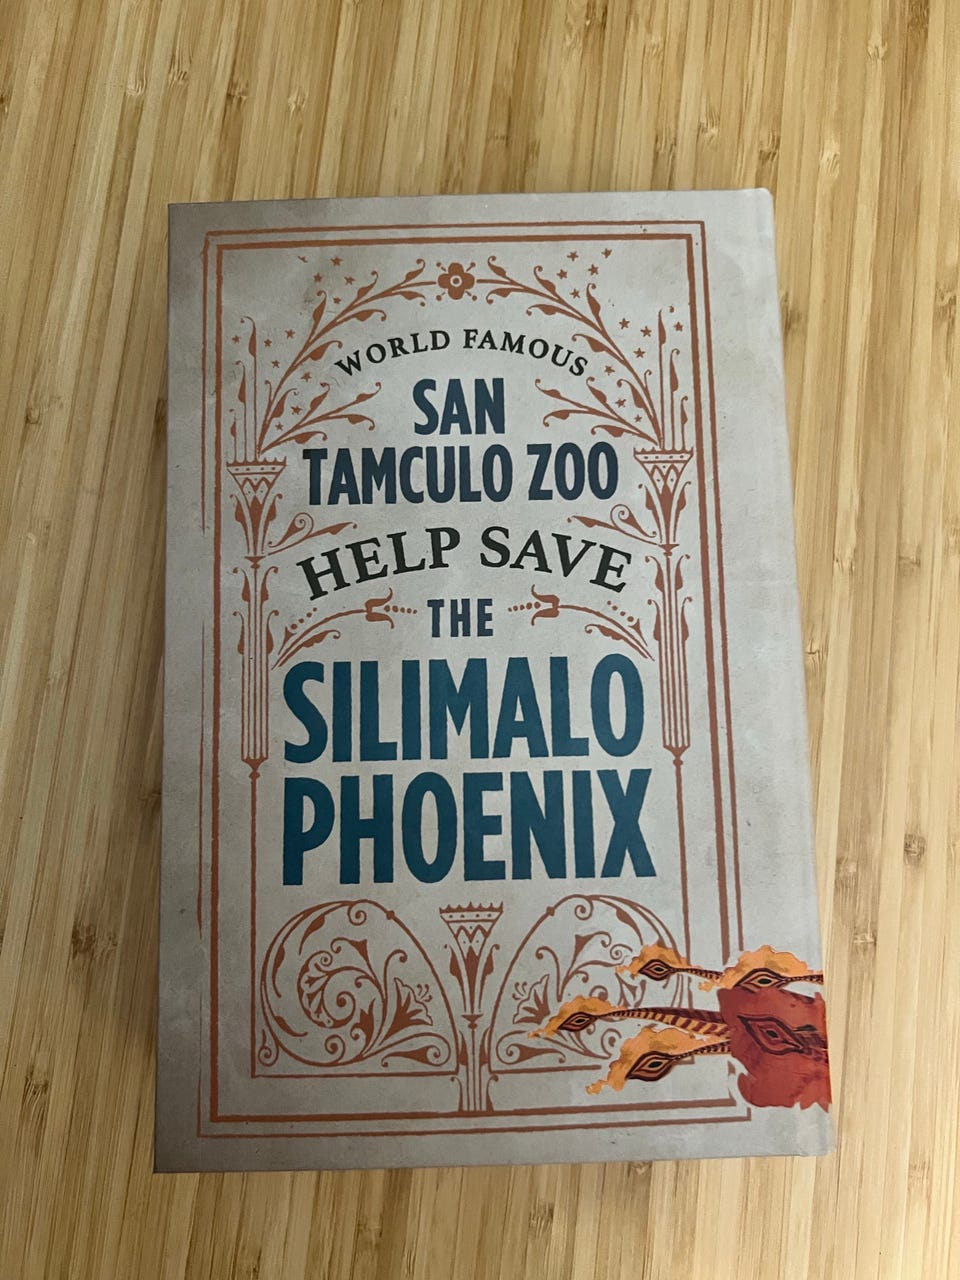 WORLD FAMOUS
SAN
TAMCULO ZOO
HELP SAVE
THE
SILIMALO
PHOENIX